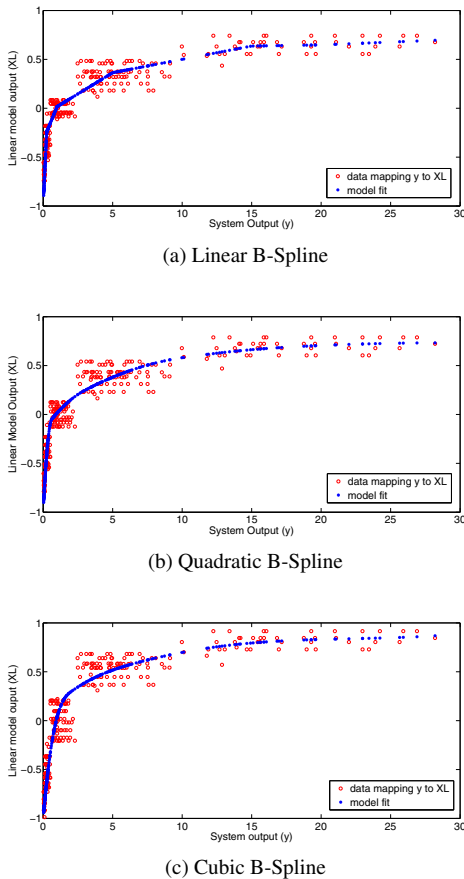 1
0.5
0
−0.5
−1
0 5 10 15 20 25 30
Linear model output (XL)
System Output (y)
data mapping y to XL
model fit
(a) Linear B-Spline
1
0.5
0
−0.5
−1
0 5 10 15 20 25 30
Linear Model Output (XL)
System Output (y)
data mapping y to XL
model fit
(b) Quadratic B-Spline
1
0.5
0
−0.5
−1
0 5 10 15 20 25 30
Linear model ouput (XL)
System output (y)
data mapping y to XL
model fit
(c) Cubic B-Spline